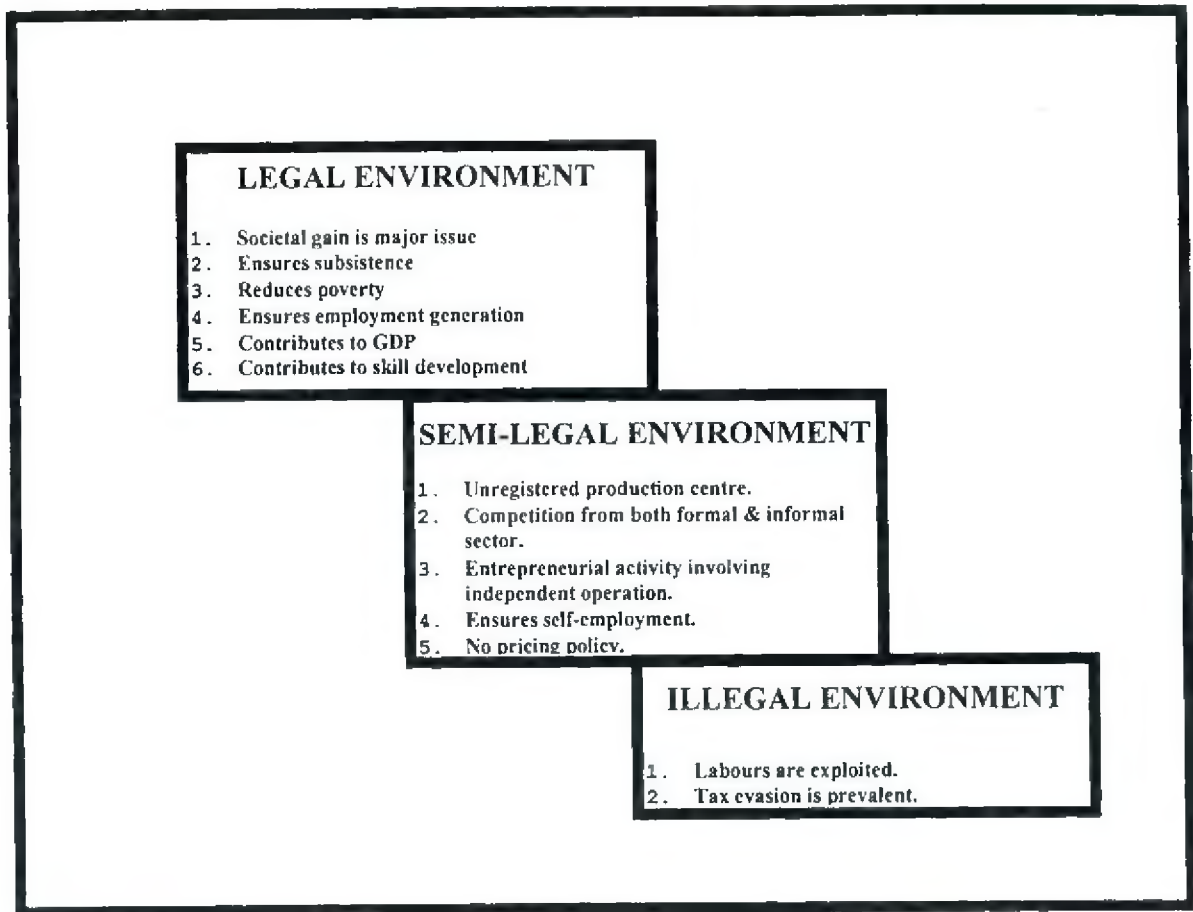 LEGAL ENVIRONMENT
1. Societal gain is major issue
2. Ensures subsistence
3. Reduces poverty
4. Ensures employment generation
5. Contributes to GDP
6. Contributes to skill development
SEMI-LEGAL ENVIRONMENT
1. Unregistered production centre.
2. Competition from both formal & informal
sector.
3. Entrepreneurial activity involving
independent operation.
4. Ensures self-employment.
5. No pricing policy.
ILLEGAL ENVIRONMENT
1. Labours are exploited.
2. Tax evasion is prevalent.